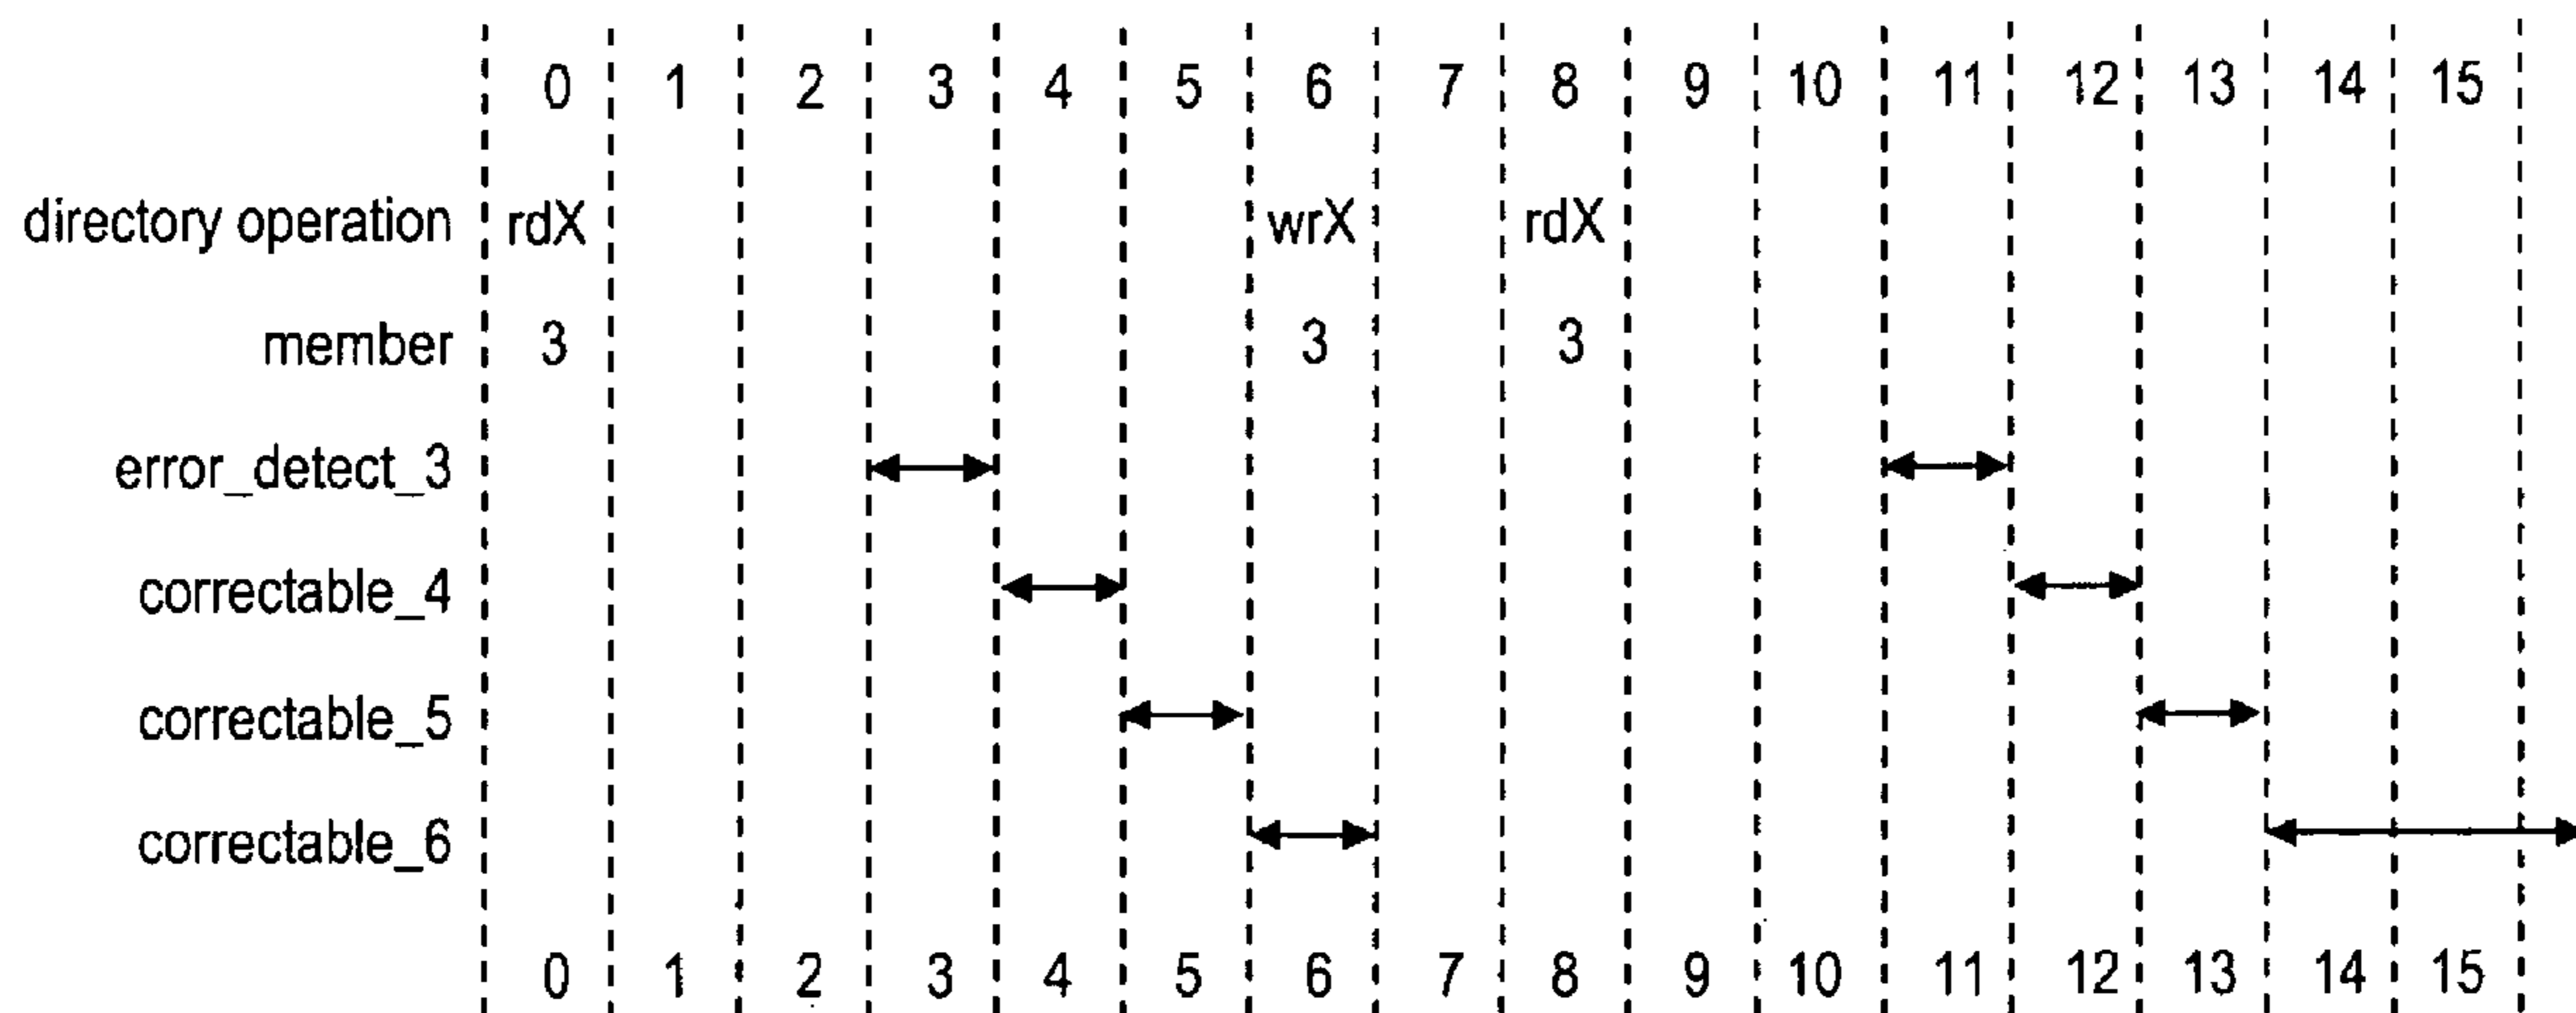 0 1 2 3 4 5 6 7 8 9 10 11 12 13 14 15
directory operation rdX wrX rdX
member 3 3 3
error_detect_3
correctable_4
correctable_5
correctable_6
0 1 2 3 4 5 6 7 8 9 10 11 12 13 14 15